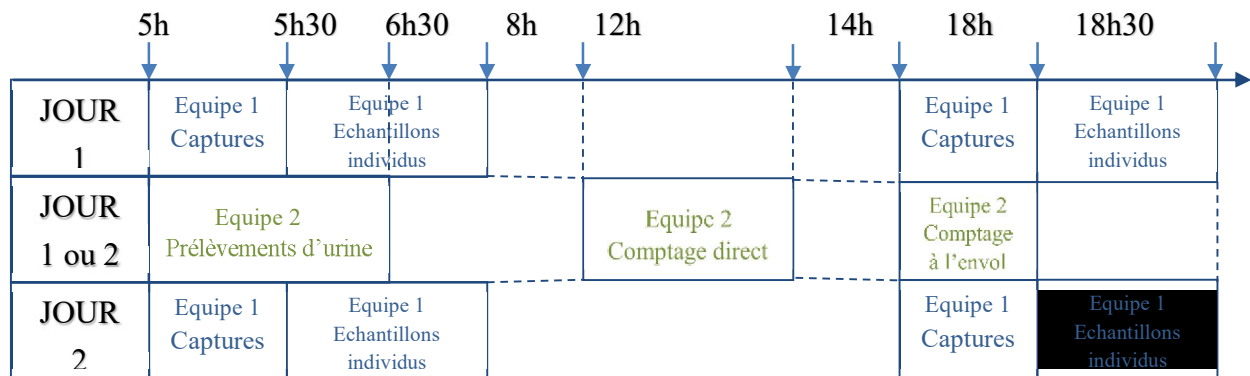 5h 5h30 6h30 8h 12h 14h 18h 18h30
JOUR
1
Equipe 1
Captures
Equipe 1
Echantillons
individus
Equipe 1
Captures
Equipe 1
Echantillons
individus
JOUR
1 ou 2
Equipe 2
Prélèvements d’urine
Equipe 2
Comptage direct
Equipe 2
Comptage
à l’envol
JOUR
2
Equipe 1
Captures
Equipe 1
Echantillons
individus
Equipe 1
Captures
Equipe 1
Echantillons
individus